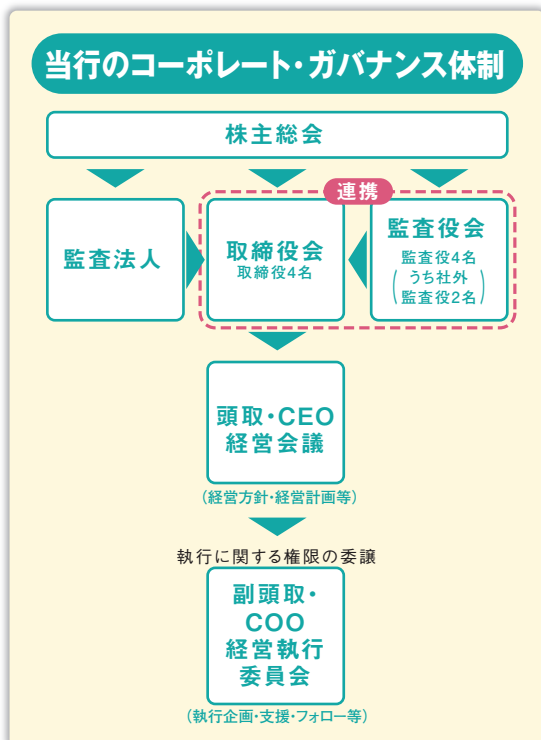 当行のコーポレート・ガバナンス体制
株主総会
連携
監査法人
取締役会
取締役4名
監査役会
監査役4名
(うち社外
監査役2名)
頭取・CEO
経営会議
(経営方針・経営計画等)
執行に関する権限の委譲
副頭取・
COO
経営執行
委員会
(執行企画・支援・フォロー等)